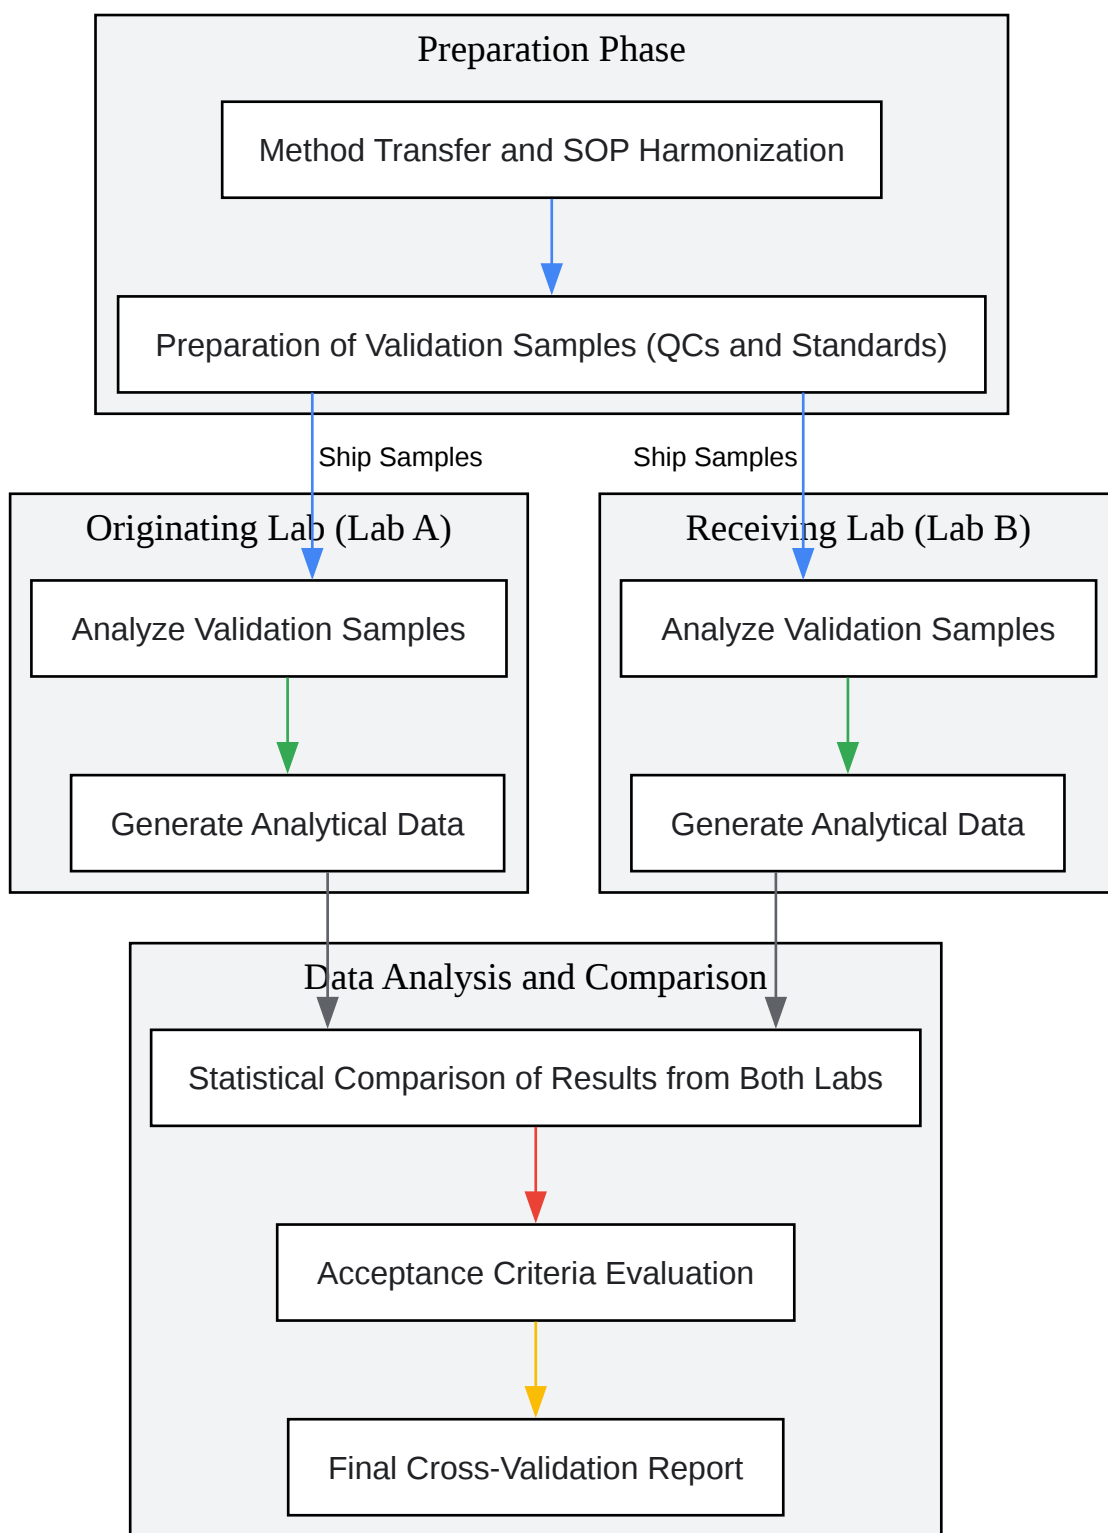 Preparation Phase
Method Transfer and SOP Harmonization
Preparation of Validation Samples (QCs and Standards)
Ship Samples
Ship Samples
Originating Lab (Lab A)
Receiving Lab (Lab B)
Analyze Validation Samples
Analyze Validation Samples
Generate Analytical Data
Generate Analytical Data
Data Analysis and Comparison
Statistical Comparison of Results from Both Labs
Acceptance Criteria Evaluation
Final Cross-Validation Report